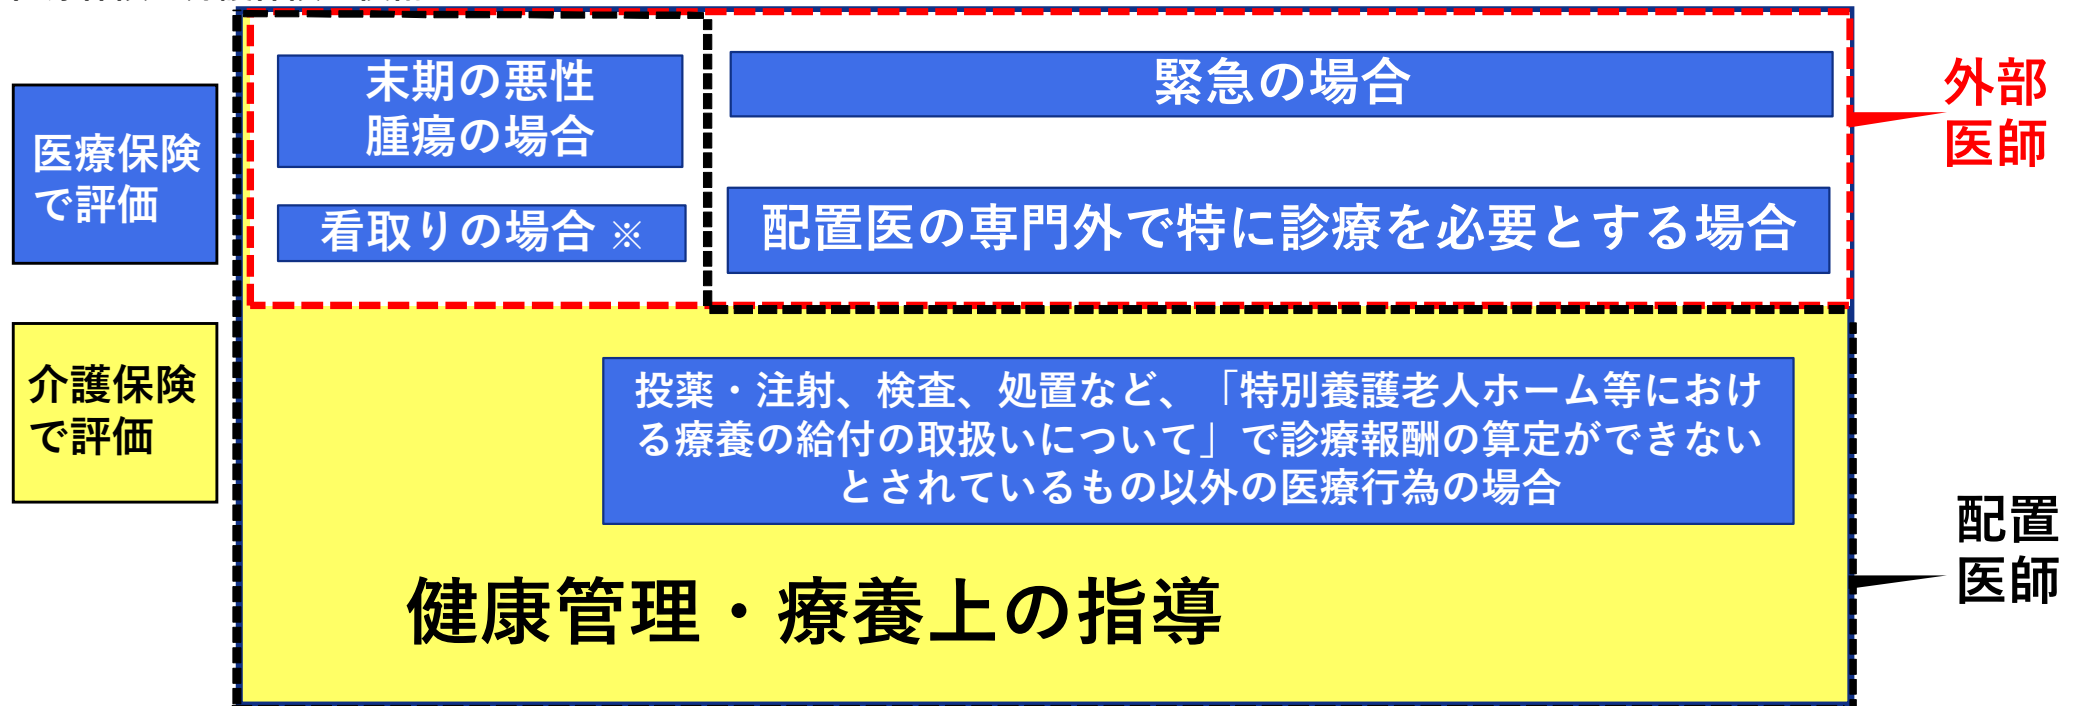 末期の悪性
腫瘍の場合
緊急の場合
外部
医師
医療保険
で評価
看取りの場合 ※
配置医の専門外で特に診療を必要とする場合
介護保険
で評価
投薬・注射、検査、処置など、「特別養護老人ホーム等におけ
る療養の給付の取扱いについて」で診療報酬の算定ができない
とされているもの以外の医療行為の場合
配置
医師
健康管理・療養上の指導